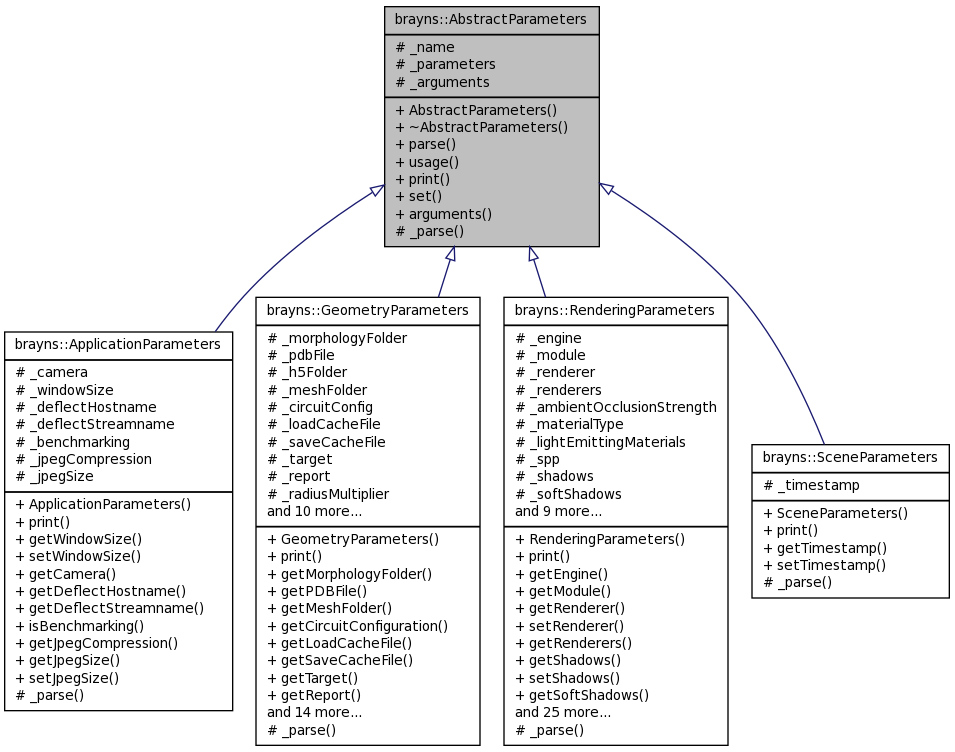 brayns::AbstractParameters
# _name
# _parameters
# _arguments
+ AbstractParameters()
+ ~AbstractParameters()
+ parse()
+ usage()
+ print()
+ set()
+ arguments()
# _parse()
brayns::ApplicationParameters
# _camera
# _windowSize
# _deflectHostname
# _deflectStreamname
# _benchmarking
# _jpegCompression
# _jpegSize
+ ApplicationParameters()
+ print()
+ getWindowSize()
+ setWindowSize()
+ getCamera()
+ getDeflectHostname()
+ getDeflectStreamname()
+ isBenchmarking()
+ getJpegCompression()
+ getJpegSize()
+ setJpegSize()
# _parse()
brayns::GeometryParameters
# _morphologyFolder
# _pdbFile
# _h5Folder
# _meshFolder
# _circuitConfig
# _loadCacheFile
# _saveCacheFile
# _target
# _report
# _radiusMultiplier
and 10 more...
+ GeometryParameters()
+ print()
+ getMorphologyFolder()
+ getPDBFile()
+ getMeshFolder()
+ getCircuitConfiguration()
+ getLoadCacheFile()
+ getSaveCacheFile()
+ getTarget()
+ getReport()
and 14 more...
# _parse()
brayns::RenderingParameters
# _engine
# _module
# _renderer
# _renderers
# _ambientOcclusionStrength
# _materialType
# _lightEmittingMaterials
# _spp
# _shadows
# _softShadows
and 9 more...
+ RenderingParameters()
+ print()
+ getEngine()
+ getModule()
+ getRenderer()
+ setRenderer()
+ getRenderers()
+ getShadows()
+ setShadows()
+ getSoftShadows()
and 25 more...
# _parse()
brayns::SceneParameters
# _timestamp
+ SceneParameters()
+ print()
+ getTimestamp()
+ setTimestamp()
# _parse()